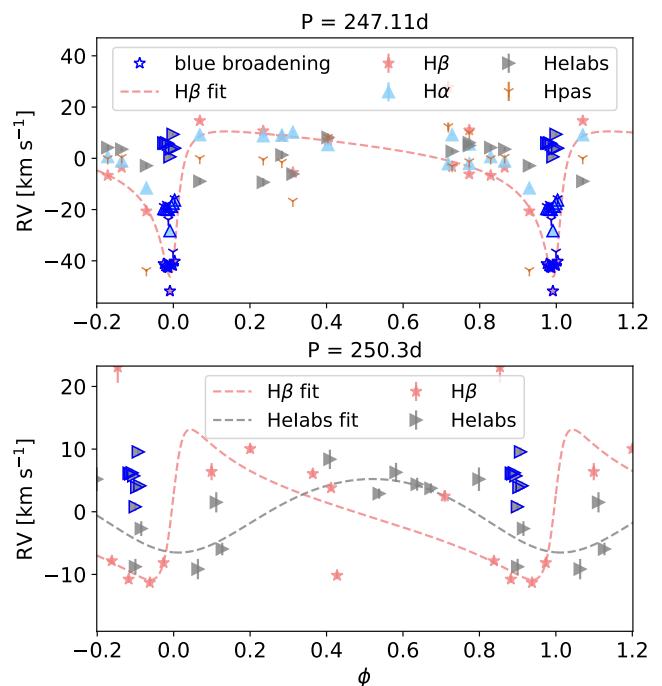 P = 247.11d
blue broadening
Hβ fit
Hβ
Hα
HeIabs
Hpas
RV [km s⁻¹]
40
20
0
−20
−40
−0.2 0.0 0.2 0.4 0.6 0.8 1.0 1.2
P = 250.3d
Hβ fit
HeIabs fit
Hβ
HeIabs
RV [km s⁻¹]
20
10
0
−10
−0.2 0.0 0.2 0.4 0.6 0.8 1.0 1.2
ϕ